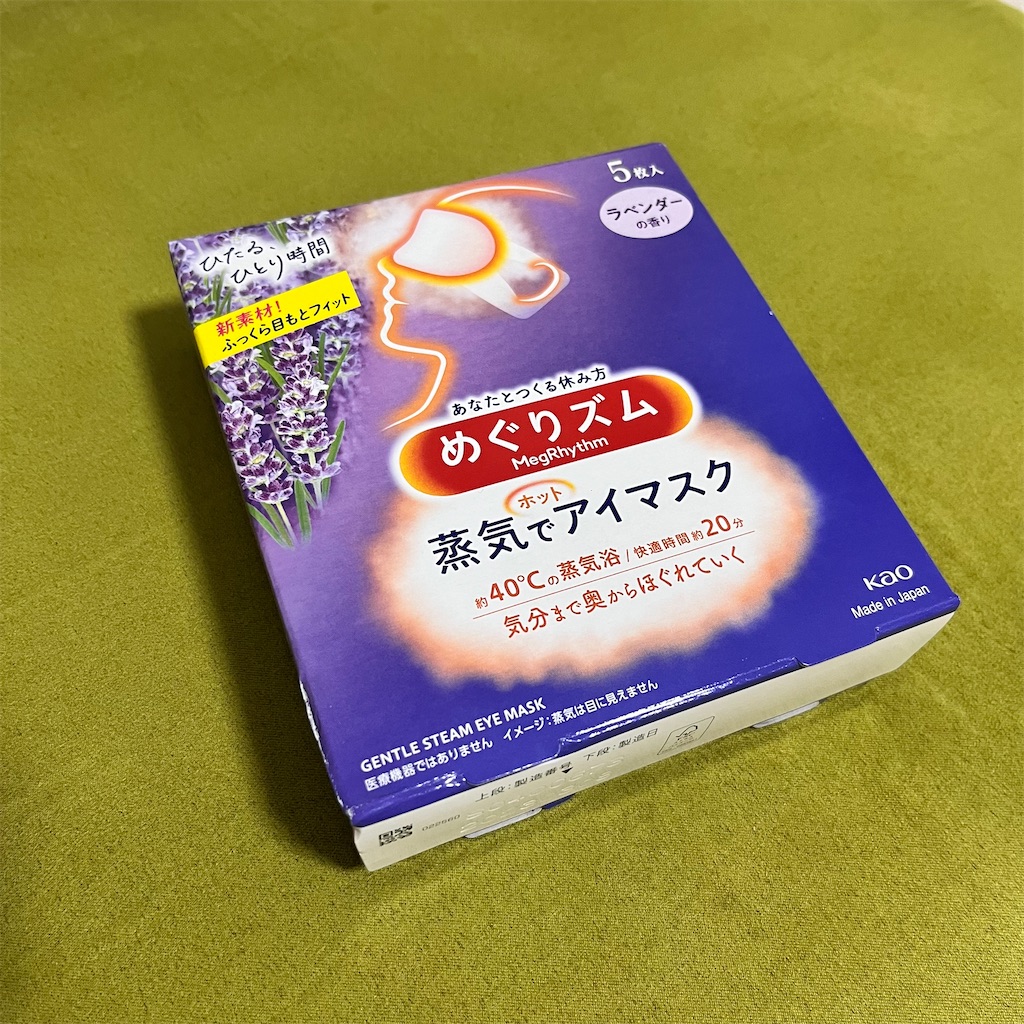 5枚入
ラベンダー
の香り
ひたる、
ひとり時間
新素材!
ふっくら目もとフィット
あなたとつくる休み方
めぐりズム
MegRhythm
ホット
蒸気でアイマスク
約40℃の蒸気浴/快適時間約20分
気分まで奥からほぐれていく
Kao
Made in Japan
GENTLE STEAM EYE MASK
医療機器ではありません イメージ:蒸気は目に見えません
上段:製造番号 下段:製造日
022660